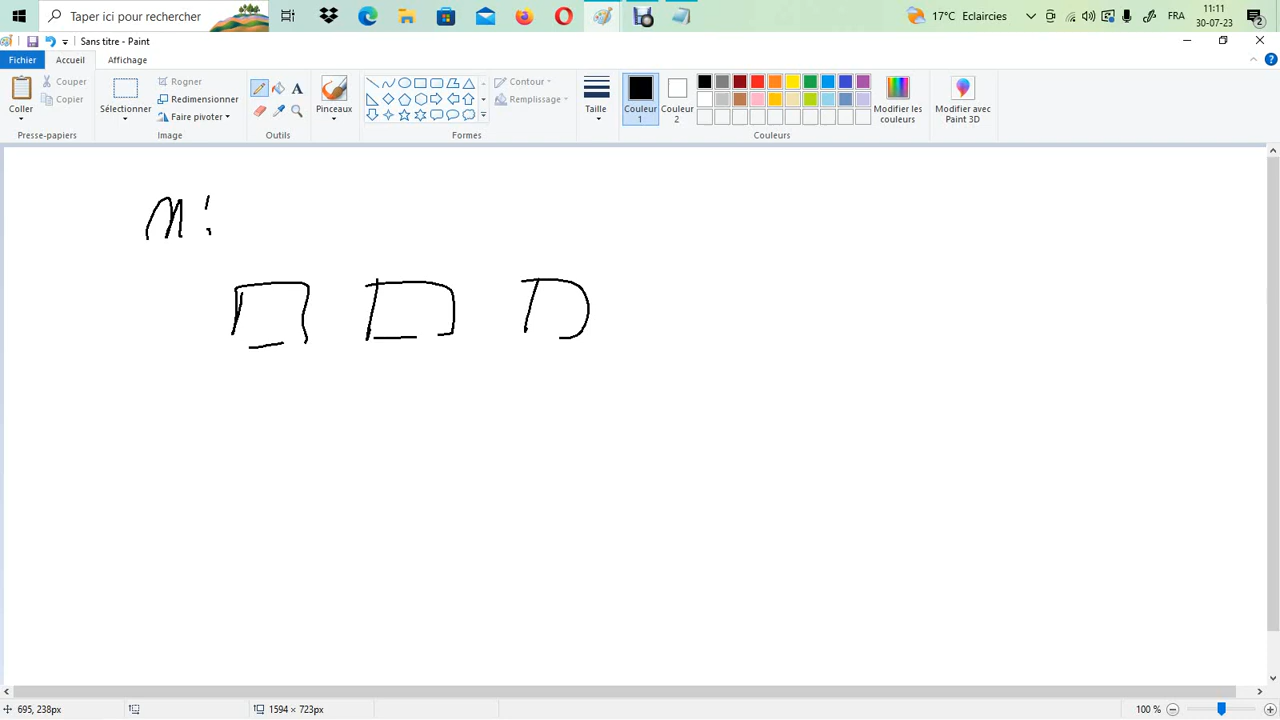 Taper ici pour rechercher
17°C Eclaircies
FRA
11:11
30-07-23
2
Sans titre - Paint
Fichier
Accueil
Affichage
Coller
Couper
Copier
Presse-papiers
Sélectionner
Rogner
Redimensionner
Faire pivoter
Image
A
Outils
Pinceaux
Contour
Remplissage
Formes
Taille
Couleur 1
Couleur 2
Couleurs
Modifier les couleurs
Modifier avec Paint 3D
n!
695, 238px
1594 × 723px
100 %